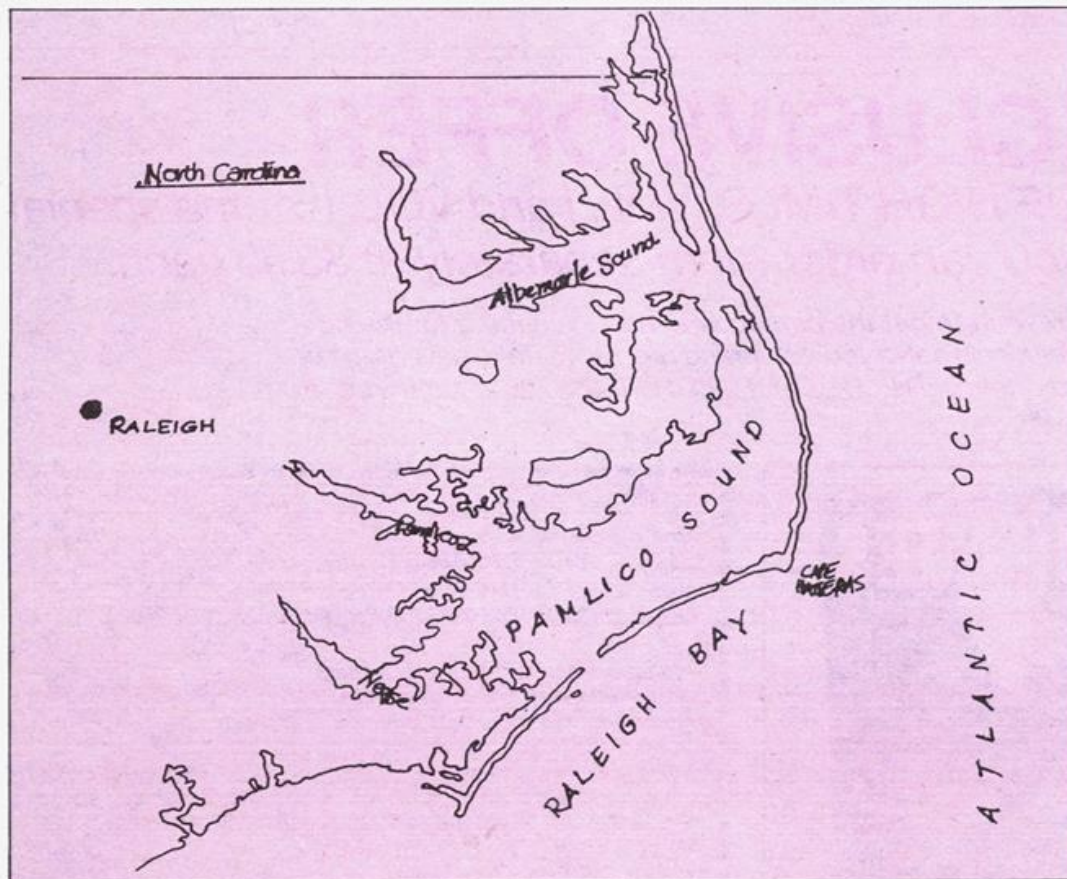 North Carolina
Albemarle Sound
RALEIGH
PAMLICO SOUND
CAPE HATTERAS
RALEIGH BAY
ATLANTIC OCEAN